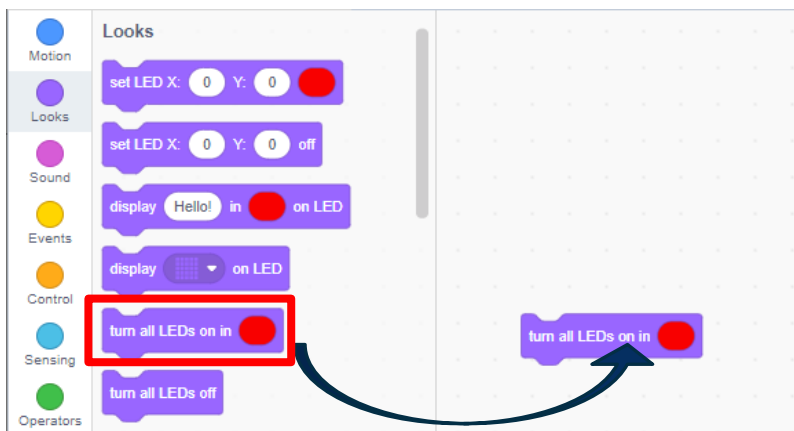 Motion
Looks
Sound
Events
Control
Sensing
Operators
Looks
set LED X: 0 Y: 0
set LED X: 0 Y: 0 off
display Hello! in on LED
display on LED
turn all LEDs on in
turn all LEDs off
turn all LEDs on in